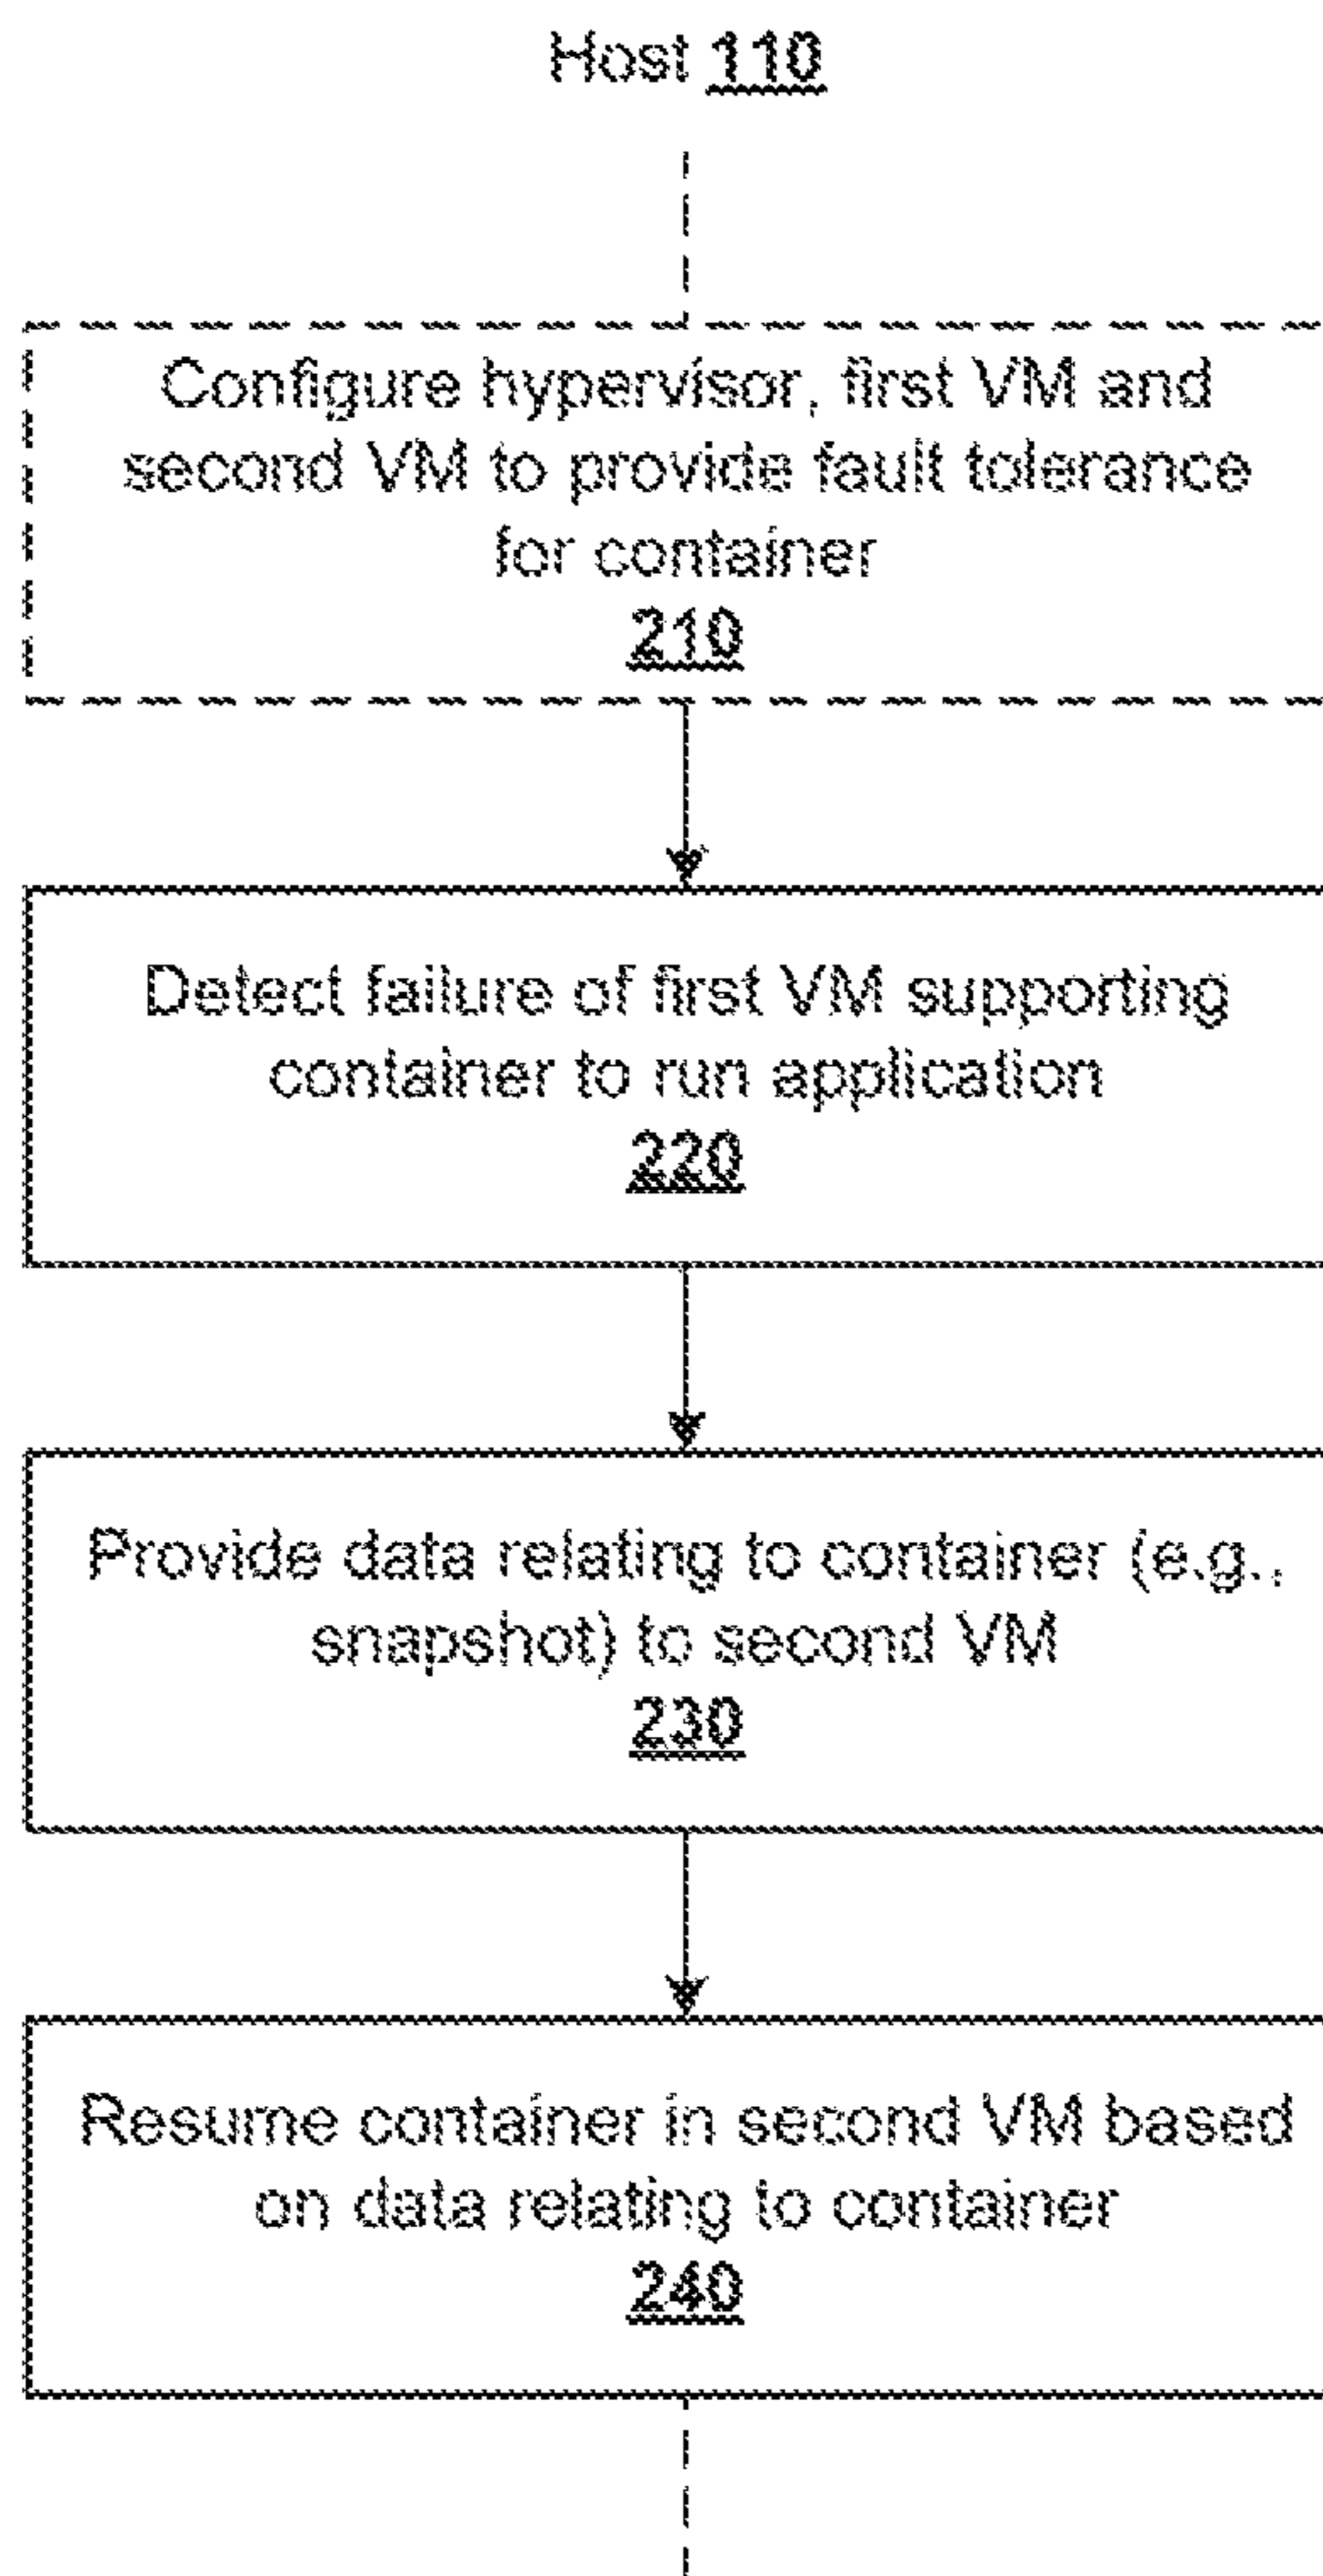 Host 110
Configure hypervisor, first VM and
second VM to provide fault tolerance
for container
210
Detect failure of first VM supporting
container to run application
220
Provide data relating to container (e.g.,
snapshot) to second VM
230
Resume container in second VM based
on data relating to container
240